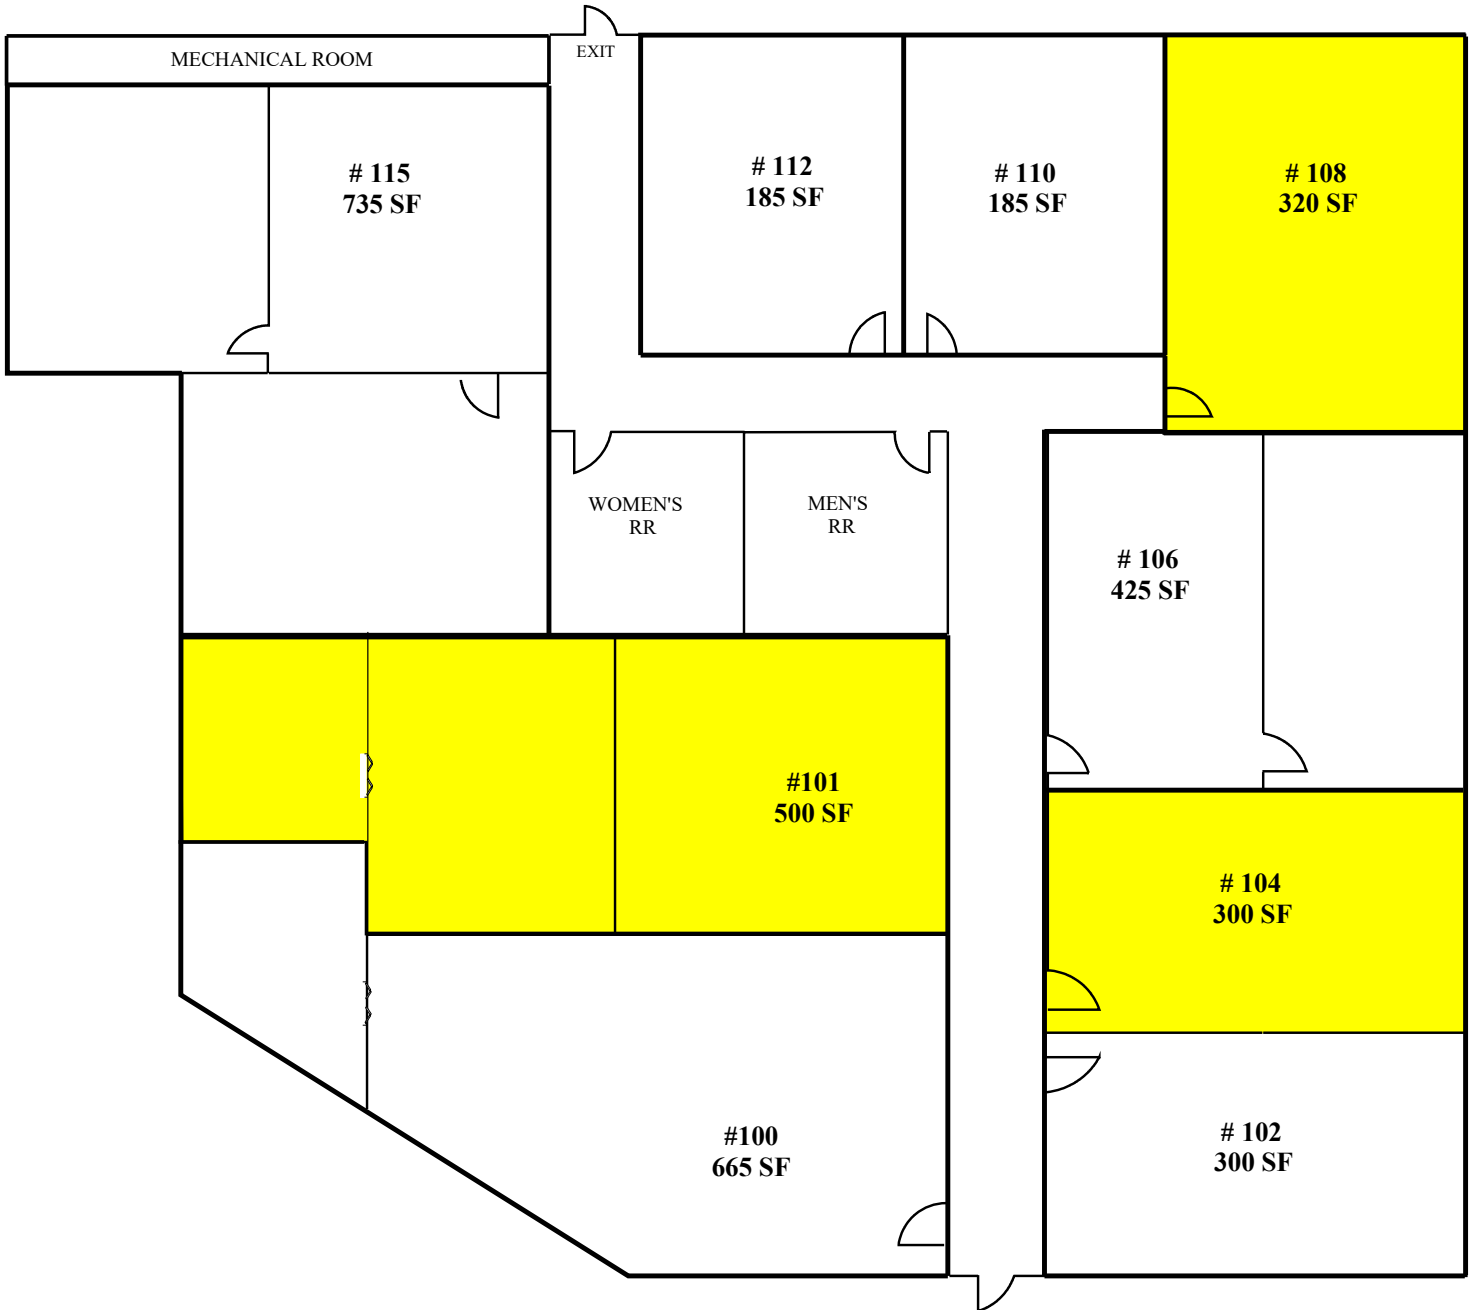 EXIT
MECHANICAL ROOM
# 115
735 SF
# 112
185 SF
# 110
185 SF
# 108
320 SF
WOMEN'S
RR
MEN'S
RR
# 106
425 SF
#101
500 SF
# 104
300 SF
#100
665 SF
# 102
300 SF